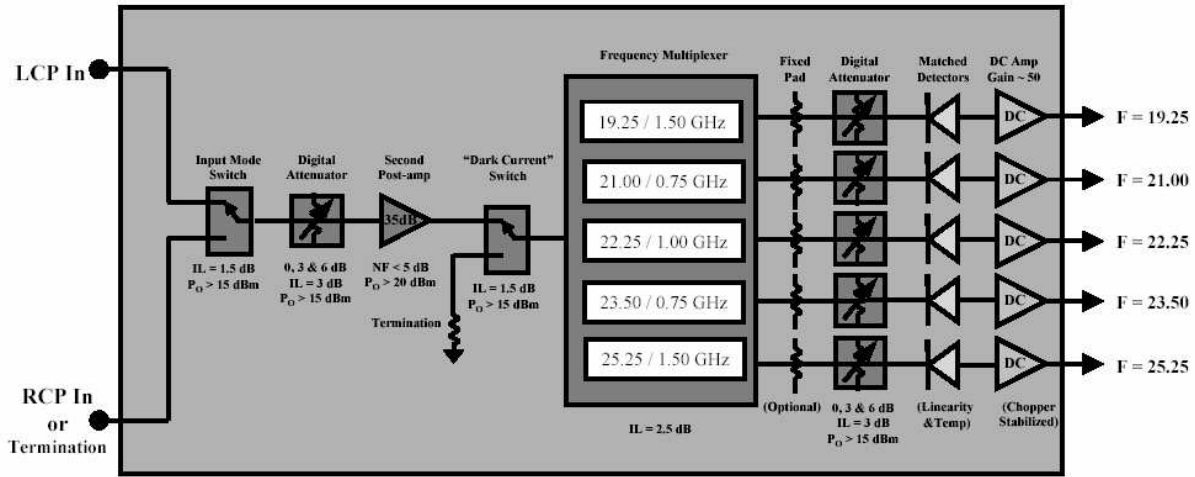 LCP In
RCP In
or
Termination
Input Mode
Switch
IL = 1.5 dB
P_O > 15 dBm
Digital
Attenuator
0, 3 & 6 dB
IL = 3 dB
P_O > 15 dBm
Second
Post-amp
35dB
NF < 5 dB
P_O > 20 dBm
"Dark Current"
Switch
IL = 1.5 dB
P_O > 15 dBm
Termination
Frequency Multiplexer
19.25 / 1.50 GHz
21.00 / 0.75 GHz
22.25 / 1.00 GHz
23.50 / 0.75 GHz
25.25 / 1.50 GHz
IL = 2.5 dB
Fixed
Pad
(Optional)
Digital
Attenuator
0, 3 & 6 dB
IL = 3 dB
P_O > 15 dBm
Matched
Detectors
(Linearity
&Temp)
DC Amp
Gain ~ 50
DC
DC
DC
DC
DC
(Chopper
Stabilized)
F = 19.25
F = 21.00
F = 22.25
F = 23.50
F = 25.25